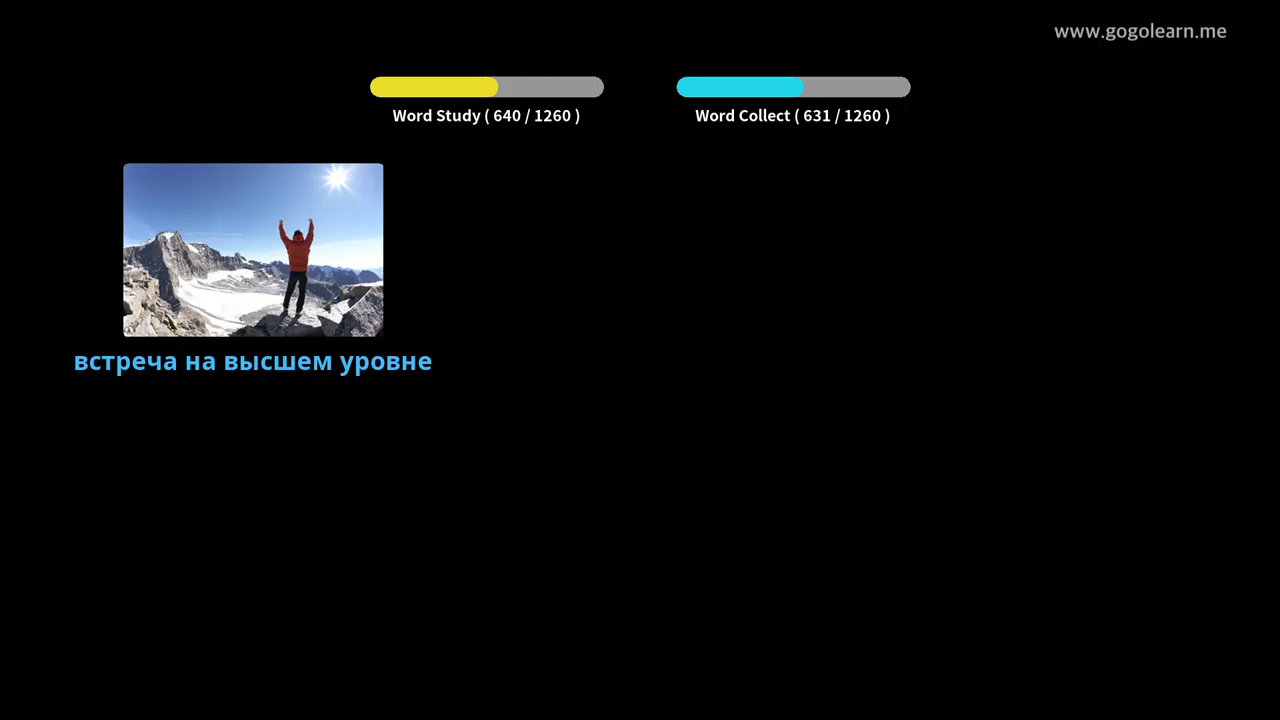 www.gogolearn.me
Word Study ( 640 / 1260 )
Word Collect ( 631 / 1260 )
встреча на высшем уровне